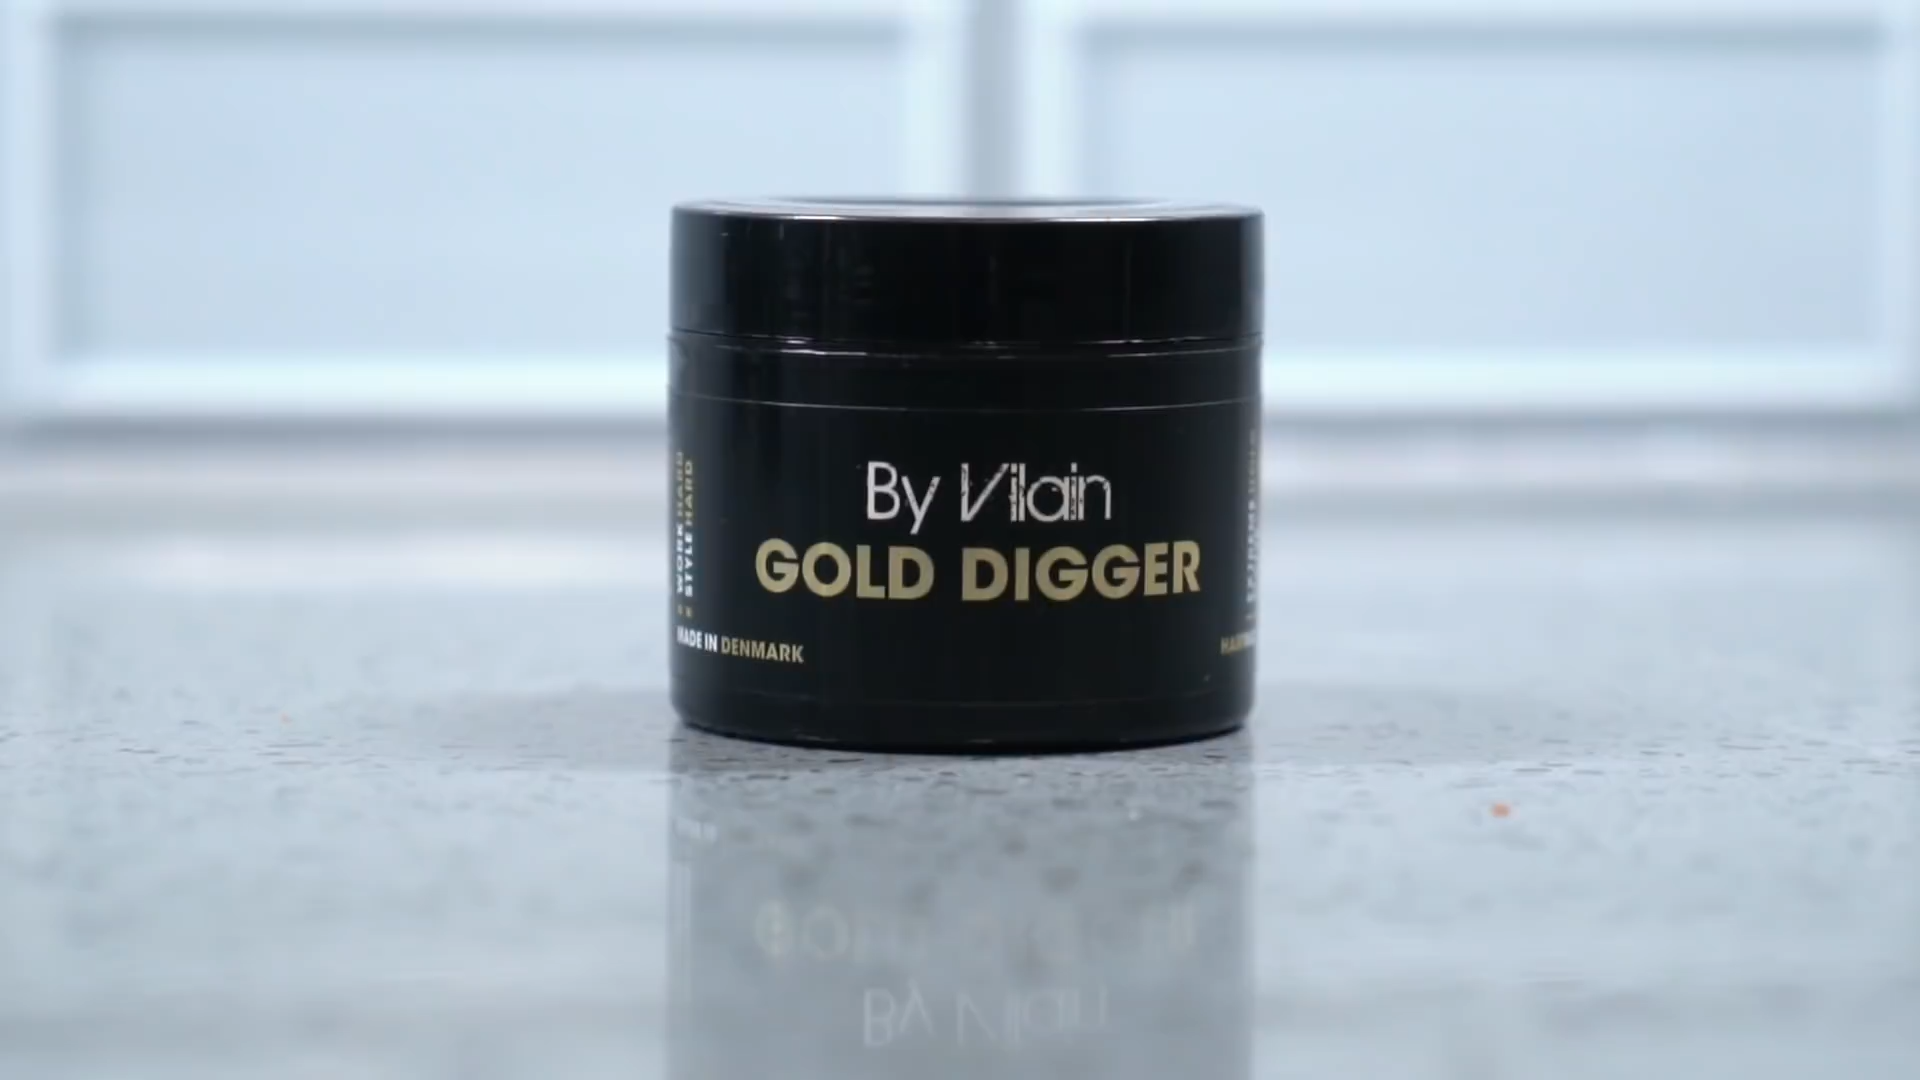 By Vilain
GOLD DIGGER
WORK HARD
STYLE HARD
MADE IN DENMARK